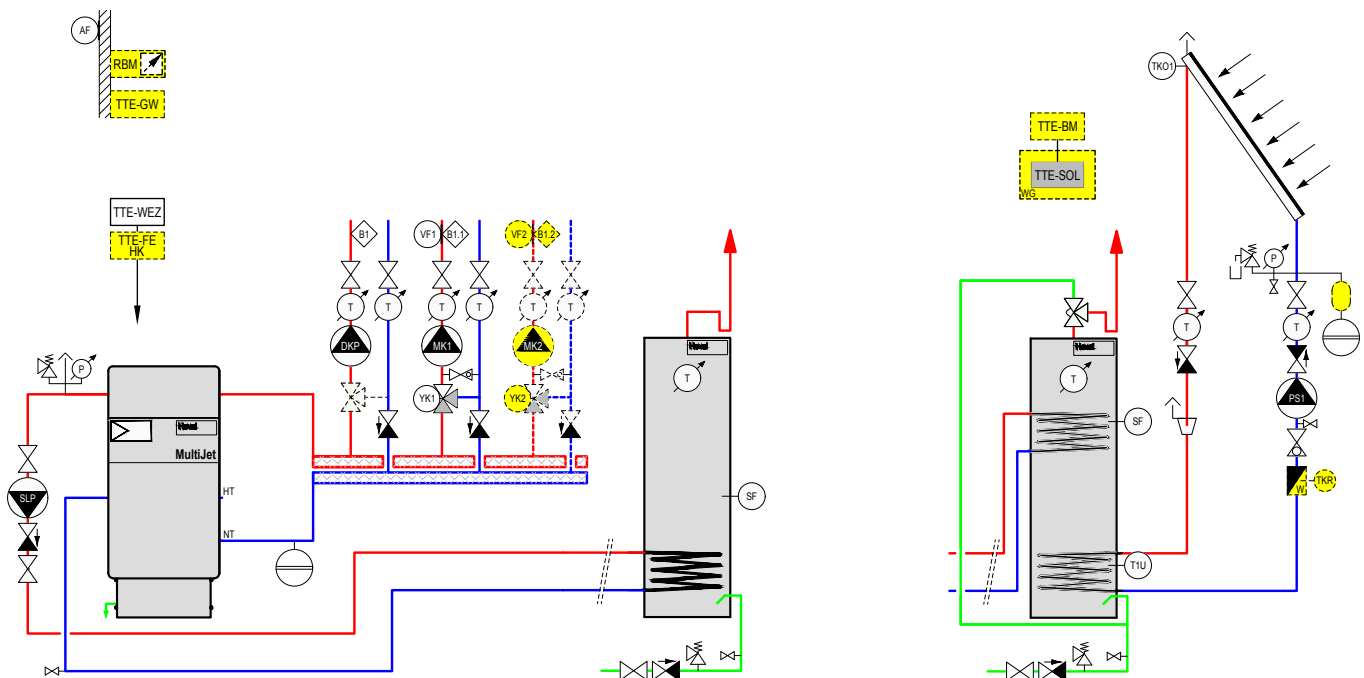 AF
RBM
TTE-GW
TTE-WEZ
TTE-FE
HK
B1
VF1
B1.1
VF2
B1.2
T
T
T
T
T
T
DKP
MK1
MK2
YK1
YK2
P
MultiJet
SLP
HT
NT
T
SF
TKO1
TTE-BM
TTE-SOL
WG
P
T
T
T
PS1
SF
W
TKR
T1U